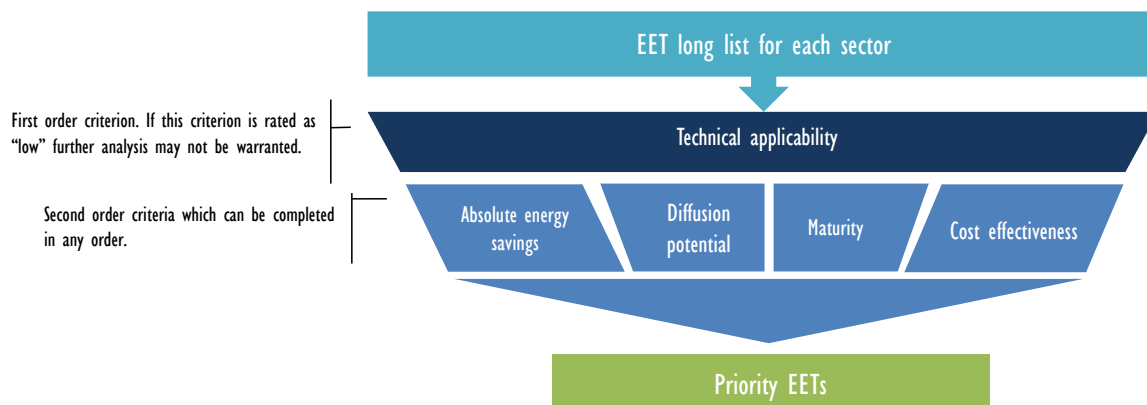 EET long list for each sector
First order criterion. If this criterion is rated as
“low” further analysis may not be warranted.
Technical applicability
Second order criteria which can be completed
in any order.
Absolute energy
savings
Diffusion
potential
Maturity
Cost effectiveness
Priority EETs